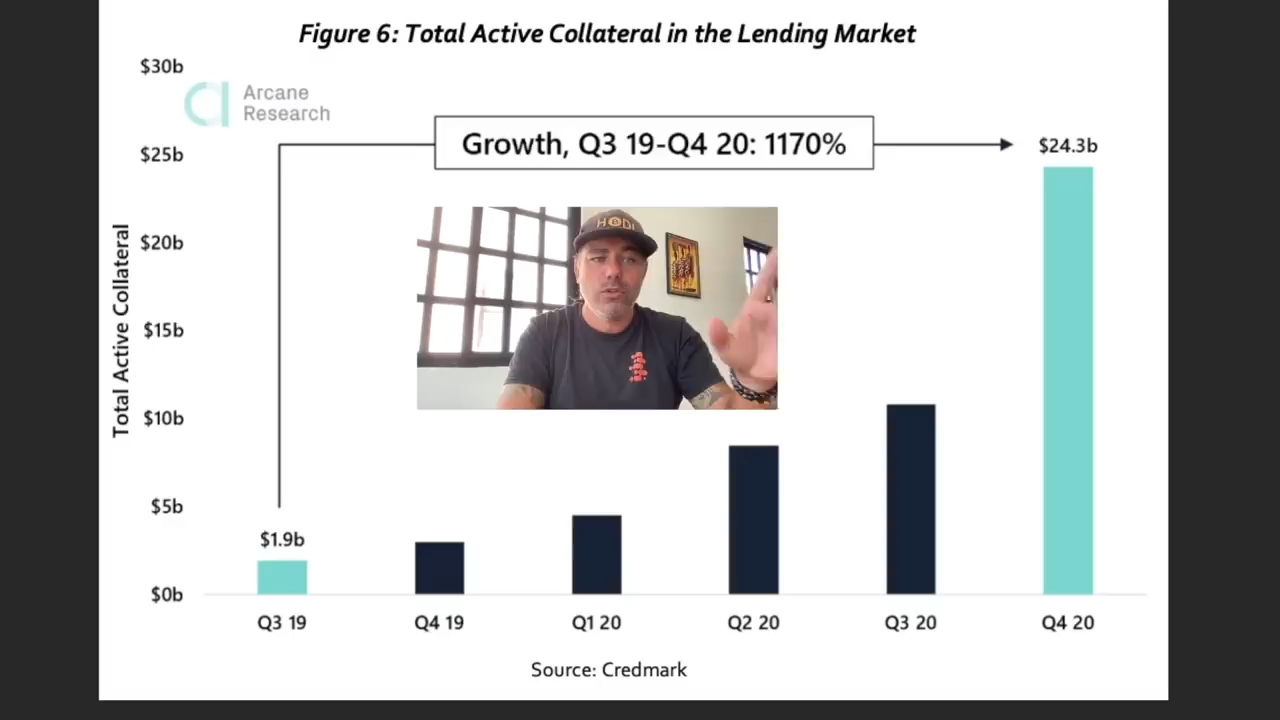 Figure 6: Total Active Collateral in the Lending Market
$30b
Arcane
Research
Growth, Q3 19-Q4 20: 1170%
$24.3b
$25b
$20b
$15b
$10b
$5b
$0b
Total Active Collateral
HODL
$1.9b
Q3 19
Q4 19
Q1 20
Q2 20
Q3 20
Q4 20
Source: Credmark